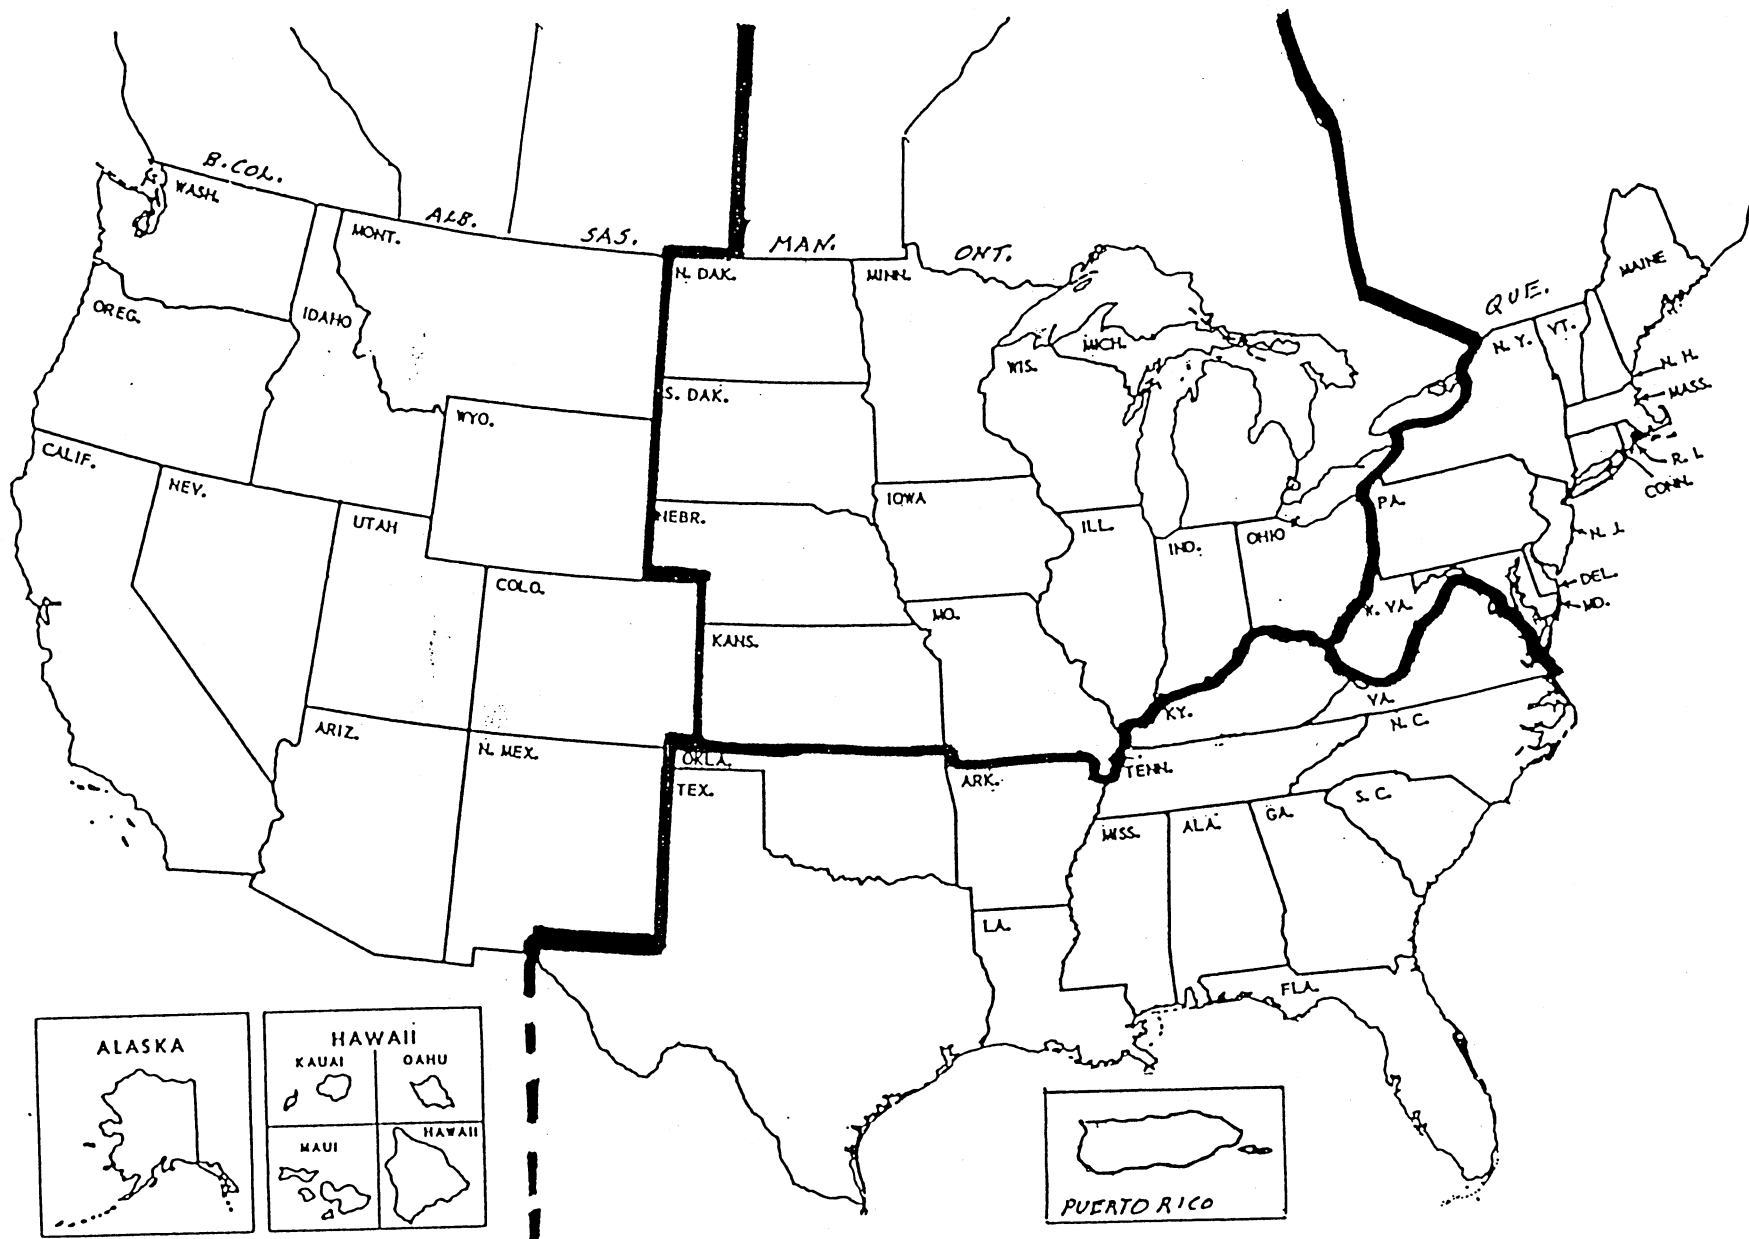 B. COL.
WASH.
ALB.
MONT.
SAS.
MAN.
ONT.
QUE.
N. DAK.
MINN.
MAINE
OREG.
IDAHO
WIS.
MICH.
N. Y.
VT.
N. H.
MASS.
S. DAK.
WYO.
CALIF.
NEV.
UTAH
NEBR.
IOWA
ILL.
IND.
OHIO
PA.
R. I.
CONN.
N. J.
COLO.
KANS.
MO.
W. VA.
DEL.
MD.
ARIZ.
N. MEX.
OKLA.
TEX.
ARK.
KY.
VA.
N. C.
TENN.
MISS.
ALA.
GA.
S. C.
LA.
FLA.
ALASKA
HAWAII
KAUAI
OAHU
MAUI
HAWAII
PUERTO RICO